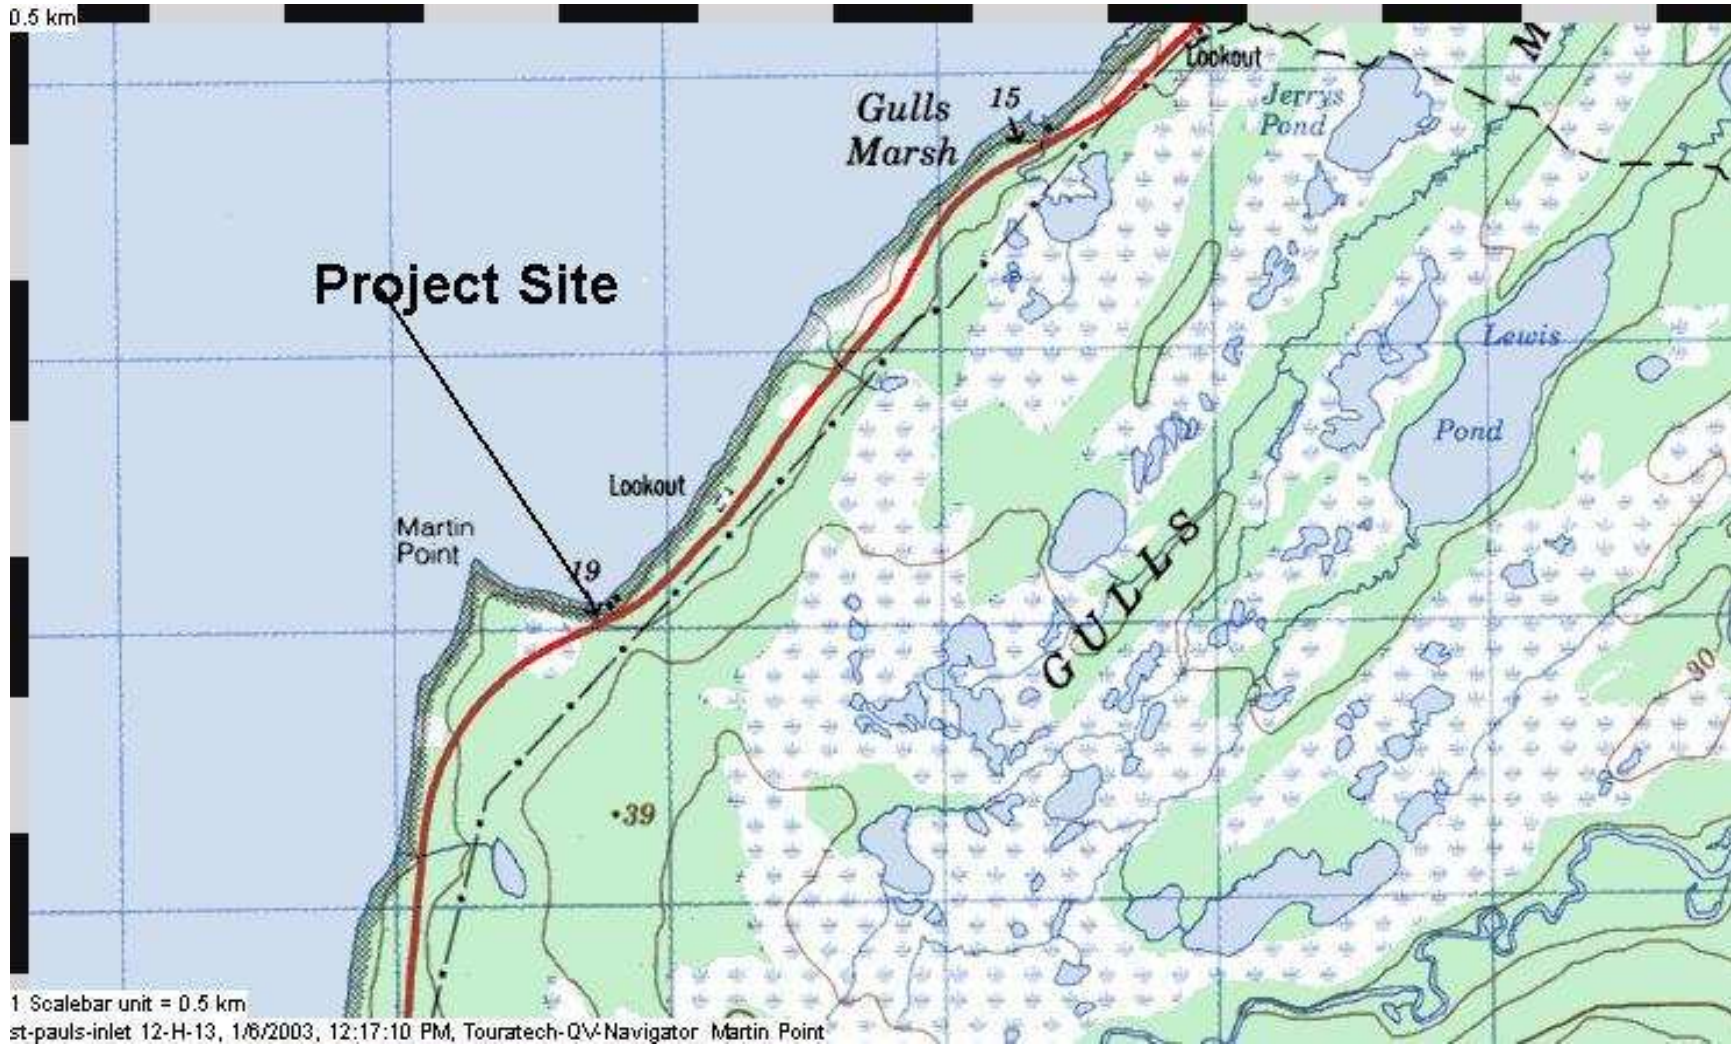 0.5 km
Lookout
M
Gulls
Marsh
15
Jerrys
Pond
Project Site
Lewis
Pond
Lookout
Martin
Point
19
GULLS
30
39
1 Scalebar unit = 0.5 km
st-pauls-inlet 12-H-13, 1/6/2003, 12:17:10 PM, Touratech-QV-Navigator Martin Point